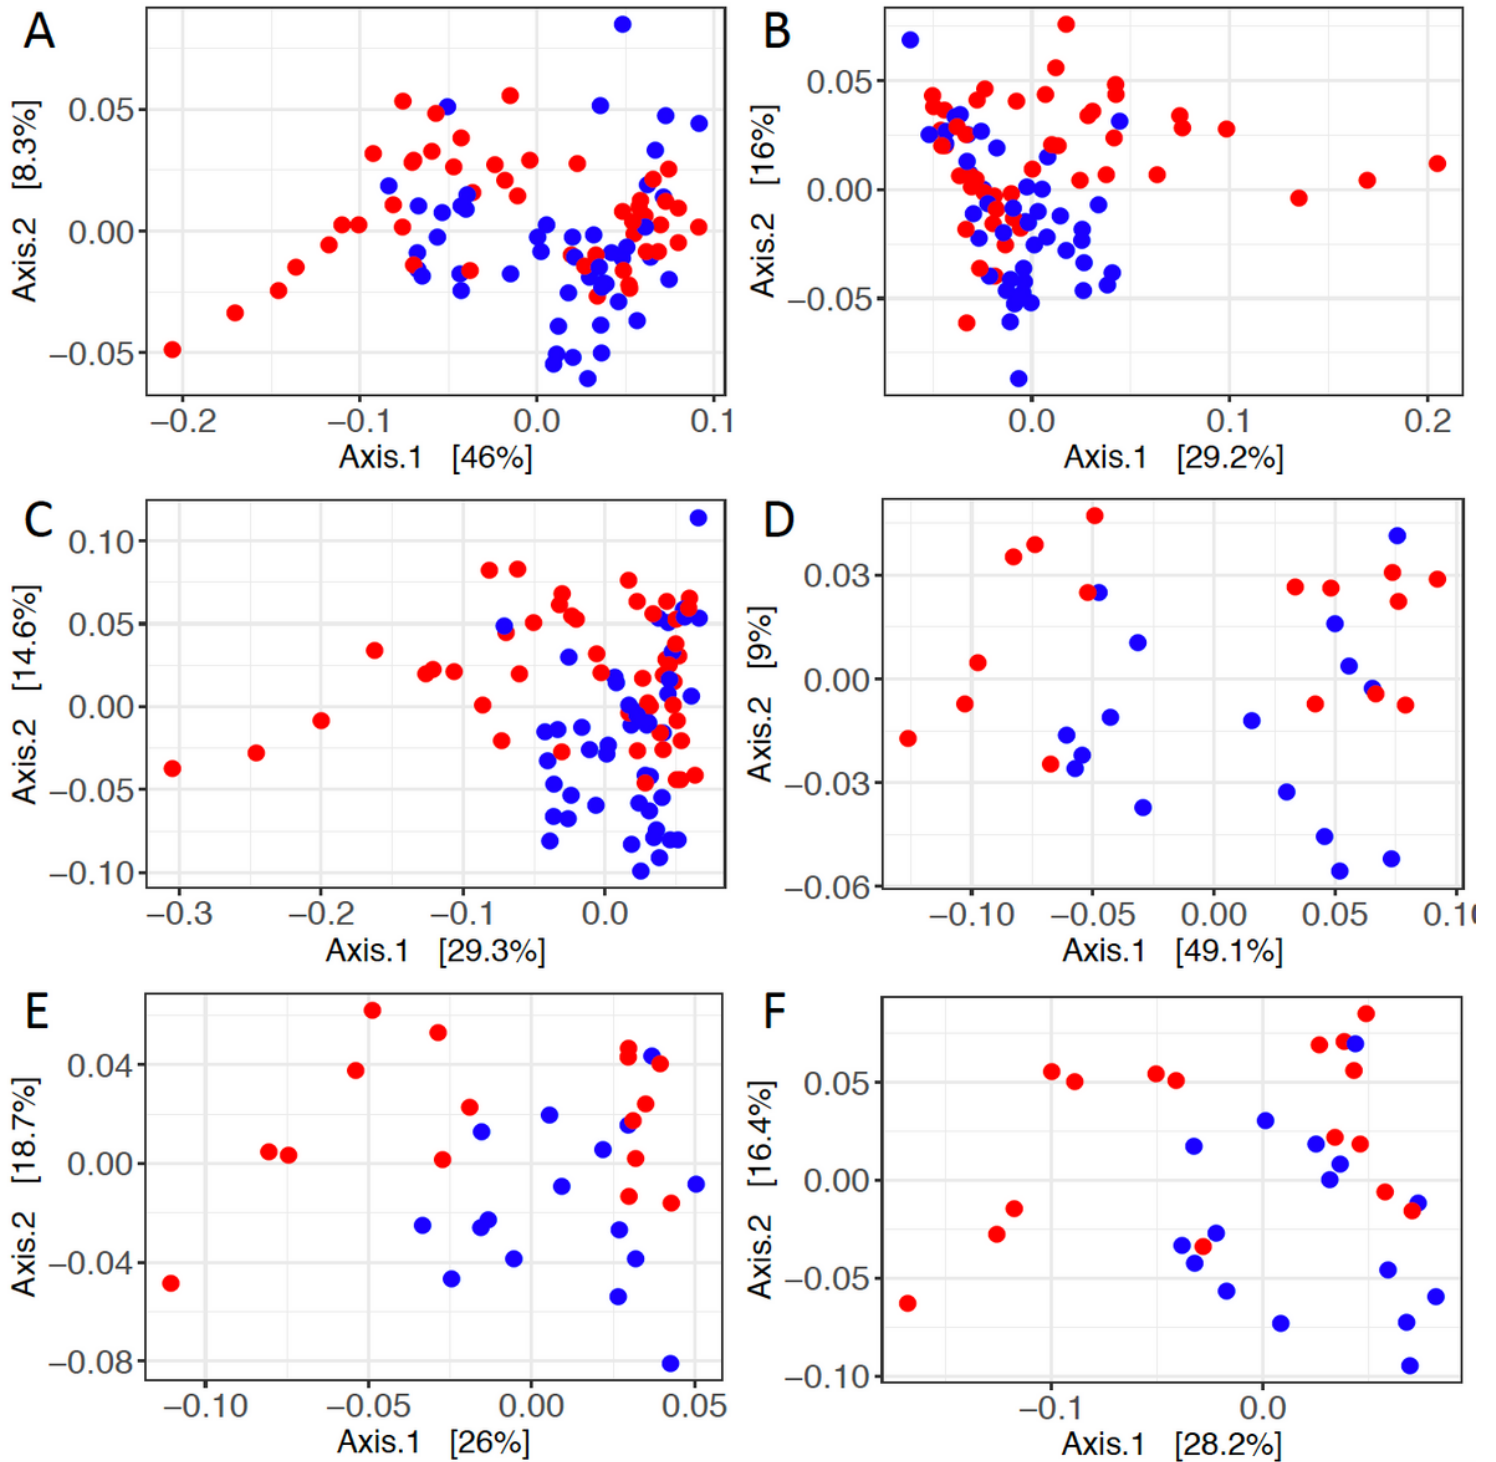 A
B
0.05
0.00
−0.05
Axis.2 [8.3%]
−0.2 −0.1 0.0 0.1
Axis.1 [46%]
0.05
0.00
−0.05
Axis.2 [16%]
0.0 0.1 0.2
Axis.1 [29.2%]
C
D
0.10
0.05
0.00
−0.05
−0.10
Axis.2 [14.6%]
−0.3 −0.2 −0.1 0.0
Axis.1 [29.3%]
0.03
0.00
−0.03
−0.06
Axis.2 [9%]
−0.10 −0.05 0.00 0.05
Axis.1 [49.1%]
E
F
0.04
0.00
−0.04
−0.08
Axis.2 [18.7%]
−0.10 −0.05 0.00 0.05
Axis.1 [26%]
0.05
0.00
−0.05
−0.10
Axis.2 [16.4%]
−0.1 0.0
Axis.1 [28.2%]